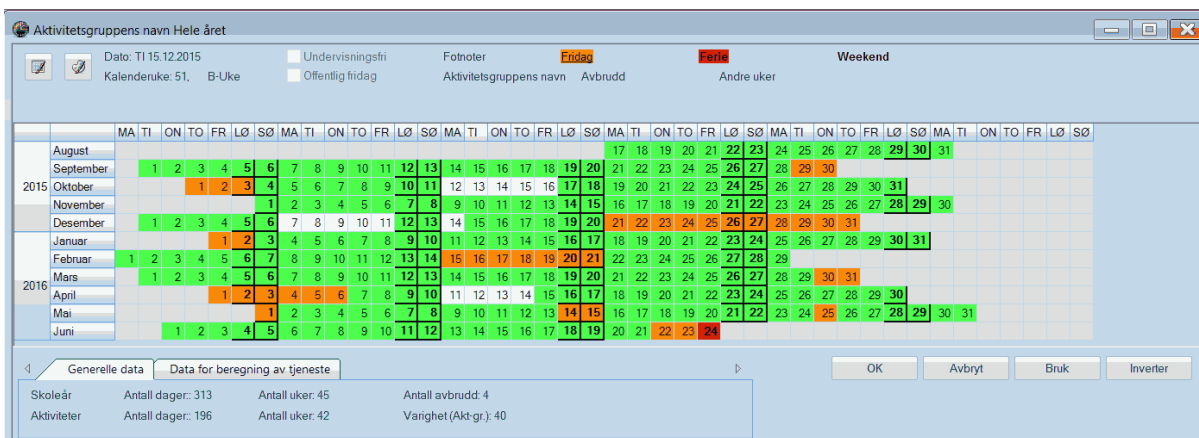 Aktivitetsgruppens navn Hele året
Dato: TI 15.12.2015 Undervisningsfri Fotnoter Fridag Ferie Weekend
Kalenderuke: 51, B-Uke Offentlig fridag Aktivitetsgruppens navn Avbrudd Andre uker
MA TI ON TO FR LØ SØ MA TI ON TO FR LØ SØ MA TI ON TO FR LØ SØ MA TI ON TO FR LØ SØ MA TI ON TO FR LØ SØ MA TI ON TO FR LØ SØ
August 17 18 19 20 21 22 23 24 25 26 27 28 29 30 31
September 1 2 3 4 5 6 7 8 9 10 11 12 13 14 15 16 17 18 19 20 21 22 23 24 25 26 27 28 29 30
2015 Oktober 1 2 3 4 5 6 7 8 9 10 11 12 13 14 15 16 17 18 19 20 21 22 23 24 25 26 27 28 29 30 31
November 1 2 3 4 5 6 7 8 9 10 11 12 13 14 15 16 17 18 19 20 21 22 23 24 25 26 27 28 29 30
Desember 1 2 3 4 5 6 7 8 9 10 11 12 13 14 15 16 17 18 19 20 21 22 23 24 25 26 27 28 29 30 31
Januar 1 2 3 4 5 6 7 8 9 10 11 12 13 14 15 16 17 18 19 20 21 22 23 24 25 26 27 28 29 30 31
Februar 1 2 3 4 5 6 7 8 9 10 11 12 13 14 15 16 17 18 19 20 21 22 23 24 25 26 27 28 29
2016 Mars 1 2 3 4 5 6 7 8 9 10 11 12 13 14 15 16 17 18 19 20 21 22 23 24 25 26 27 28 29 30 31
April 1 2 3 4 5 6 7 8 9 10 11 12 13 14 15 16 17 18 19 20 21 22 23 24 25 26 27 28 29 30
Mai 1 2 3 4 5 6 7 8 9 10 11 12 13 14 15 16 17 18 19 20 21 22 23 24 25 26 27 28 29 30 31
Juni 1 2 3 4 5 6 7 8 9 10 11 12 13 14 15 16 17 18 19 20 21 22 23 24
Generelle data Data for beregning av tjeneste OK Avbryt Bruk Inverter
Skoleår Antall dager:: 313 Antall uker: 45 Antall avbrudd: 4
Aktiviteter Antall dager:: 196 Antall uker: 42 Varighet (Akt-gr.): 40